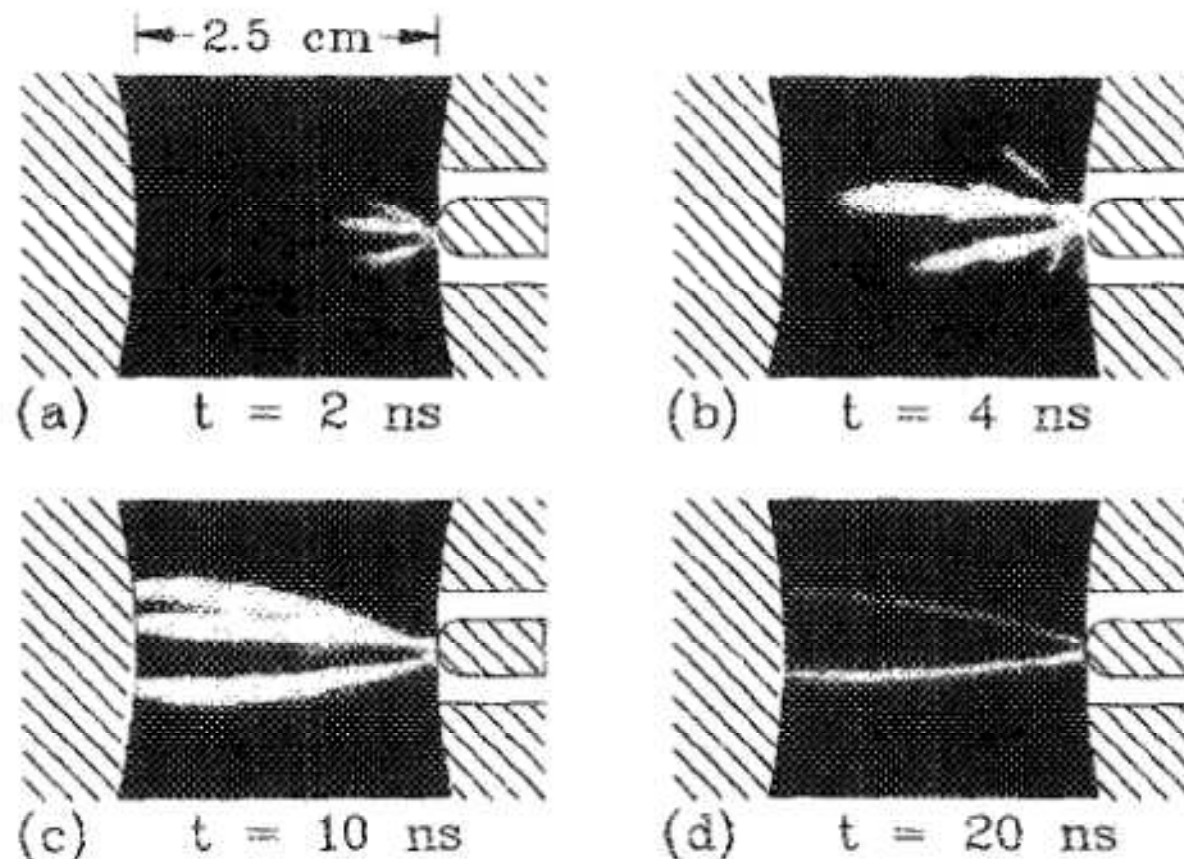 2.5 cm
(a) t = 2 ns
(b) t = 4 ns
(c) t = 10 ns
(d) t = 20 ns